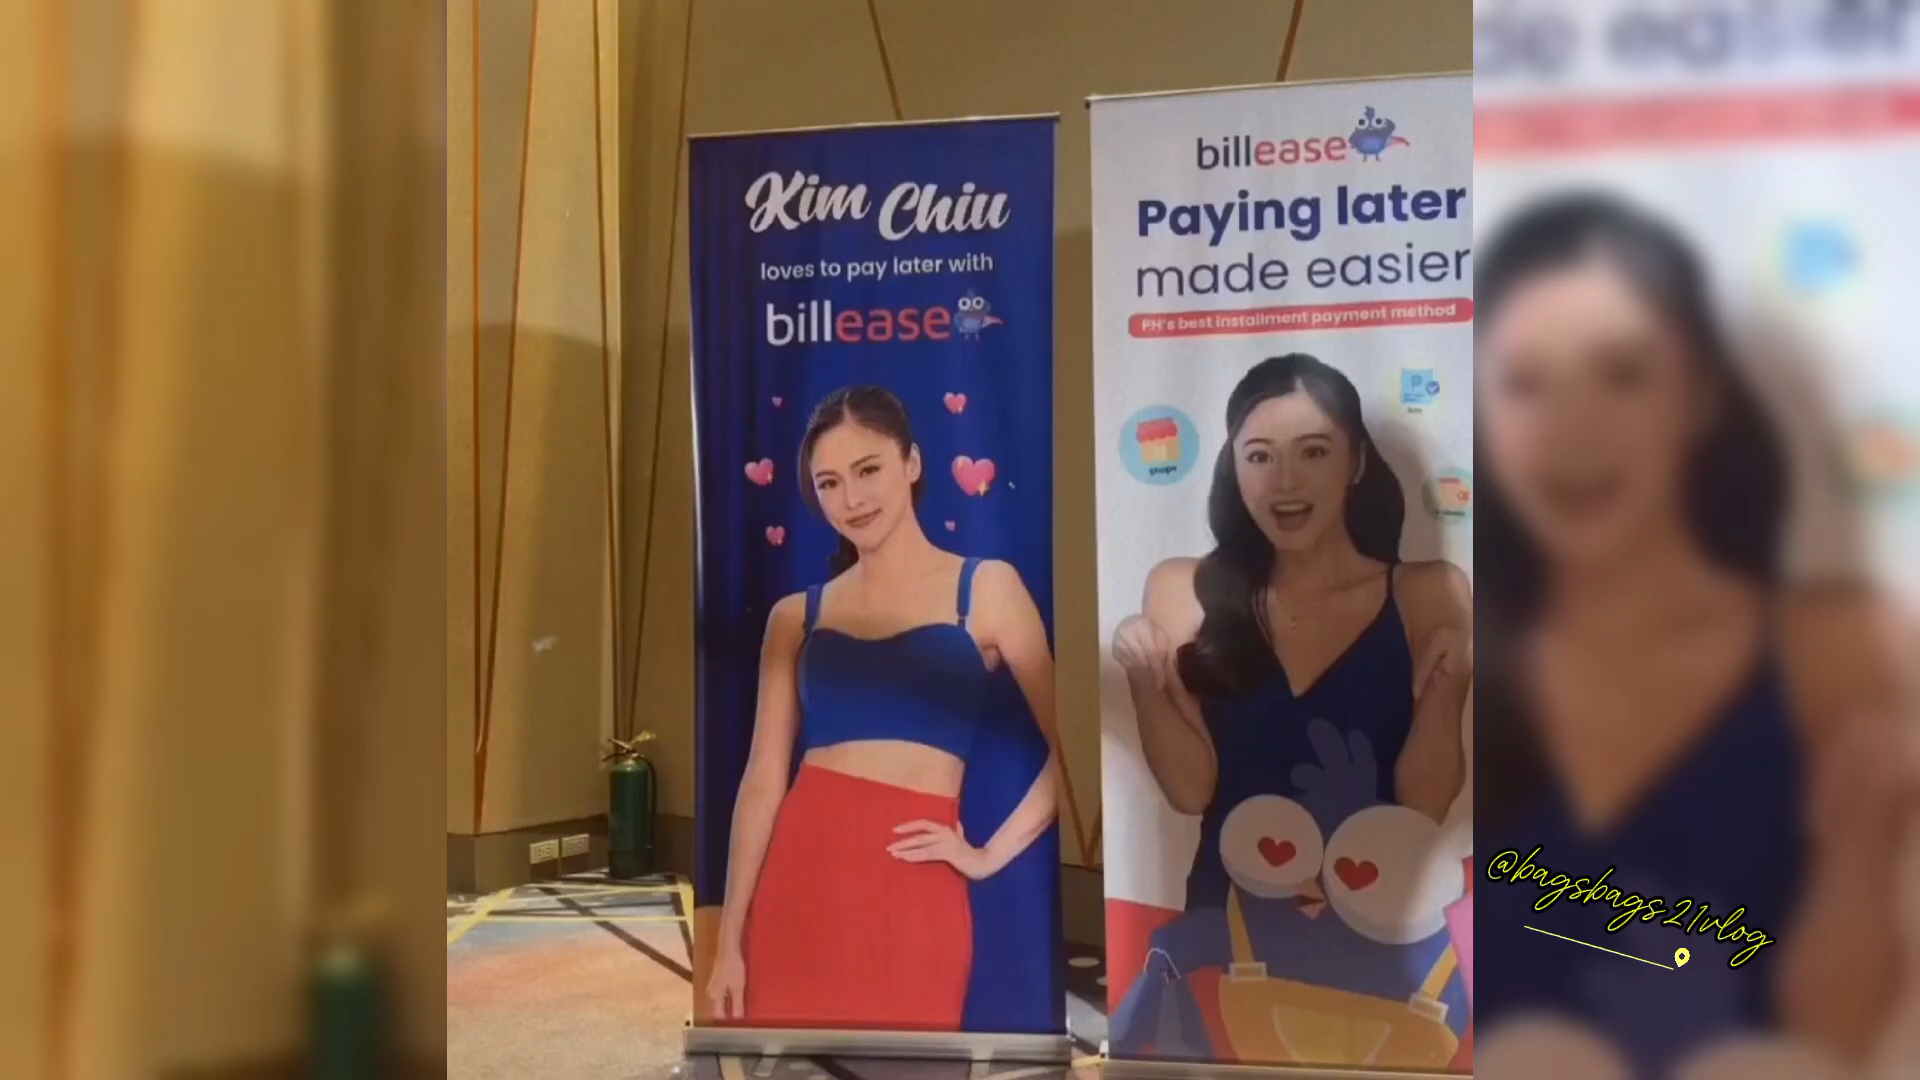 Kim Chiu
loves to pay later with
billease
billease
Paying later
made easier
PH's best installment payment method
Shops
@bagsbags21vlog